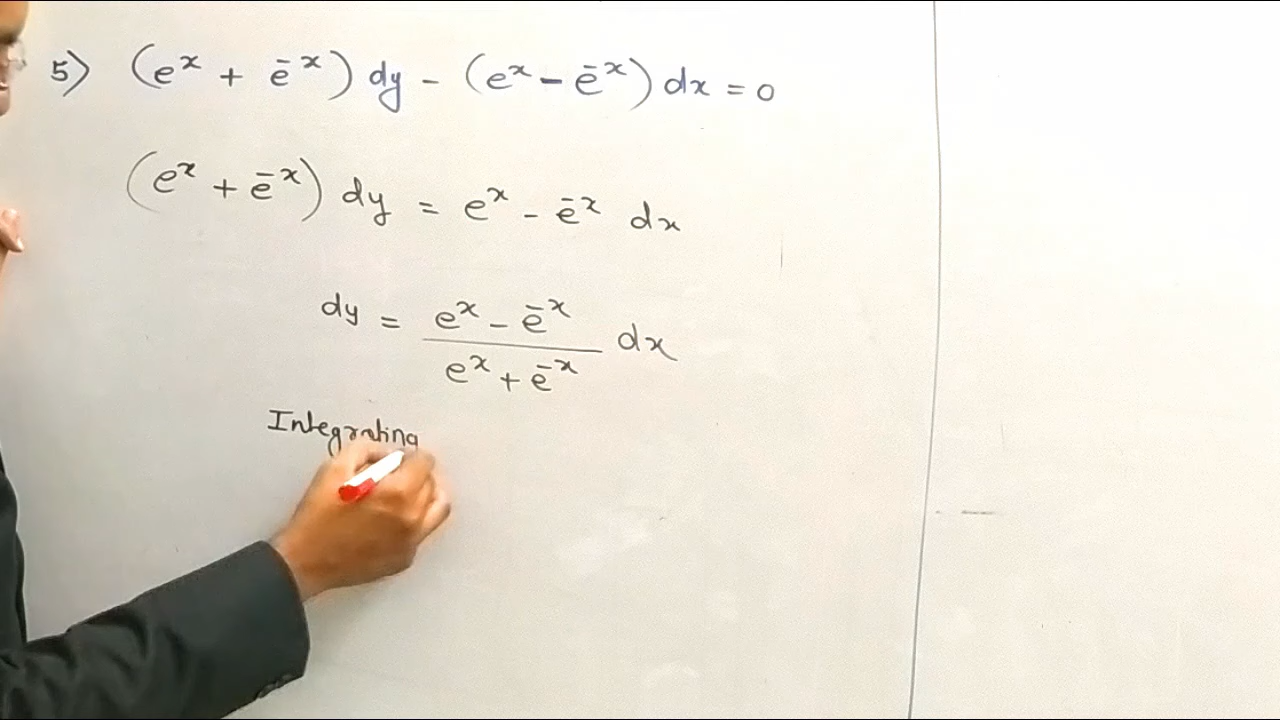 5) (eˣ + e⁻ˣ) dy - (eˣ - e⁻ˣ) dx = 0
(eˣ + e⁻ˣ) dy = eˣ - e⁻ˣ dx
dy = eˣ - e⁻ˣ / eˣ + e⁻ˣ dx
Integrating